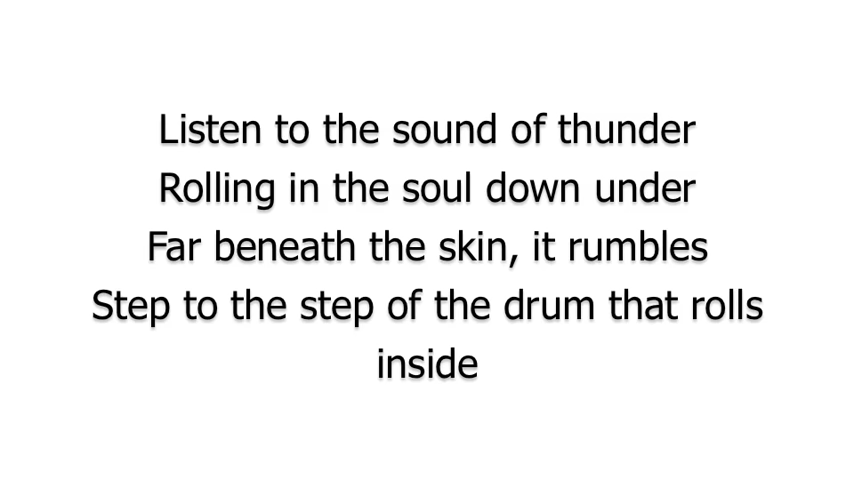 Listen to the sound of thunder
Rolling in the soul down under
Far beneath the skin, it rumbles
Step to the step of the drum that rolls
inside